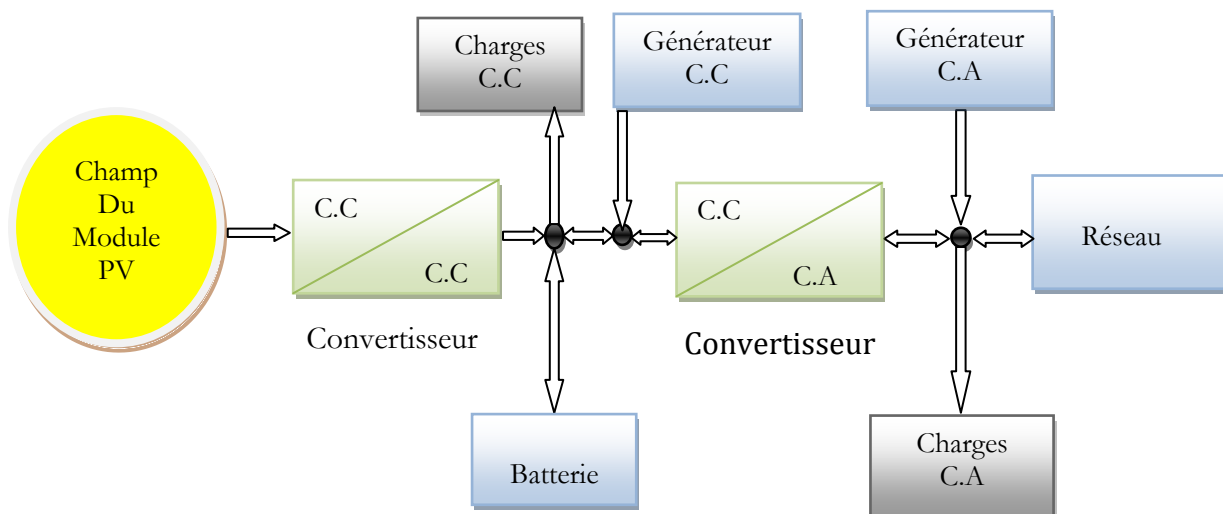 Charges
C.C
Générateur
C.C
Générateur
C.A
Champ
Du
Module
PV
C.C
C.C
Convertisseur
C.C
C.A
Convertisseur
Réseau
Batterie
Charges
C.A